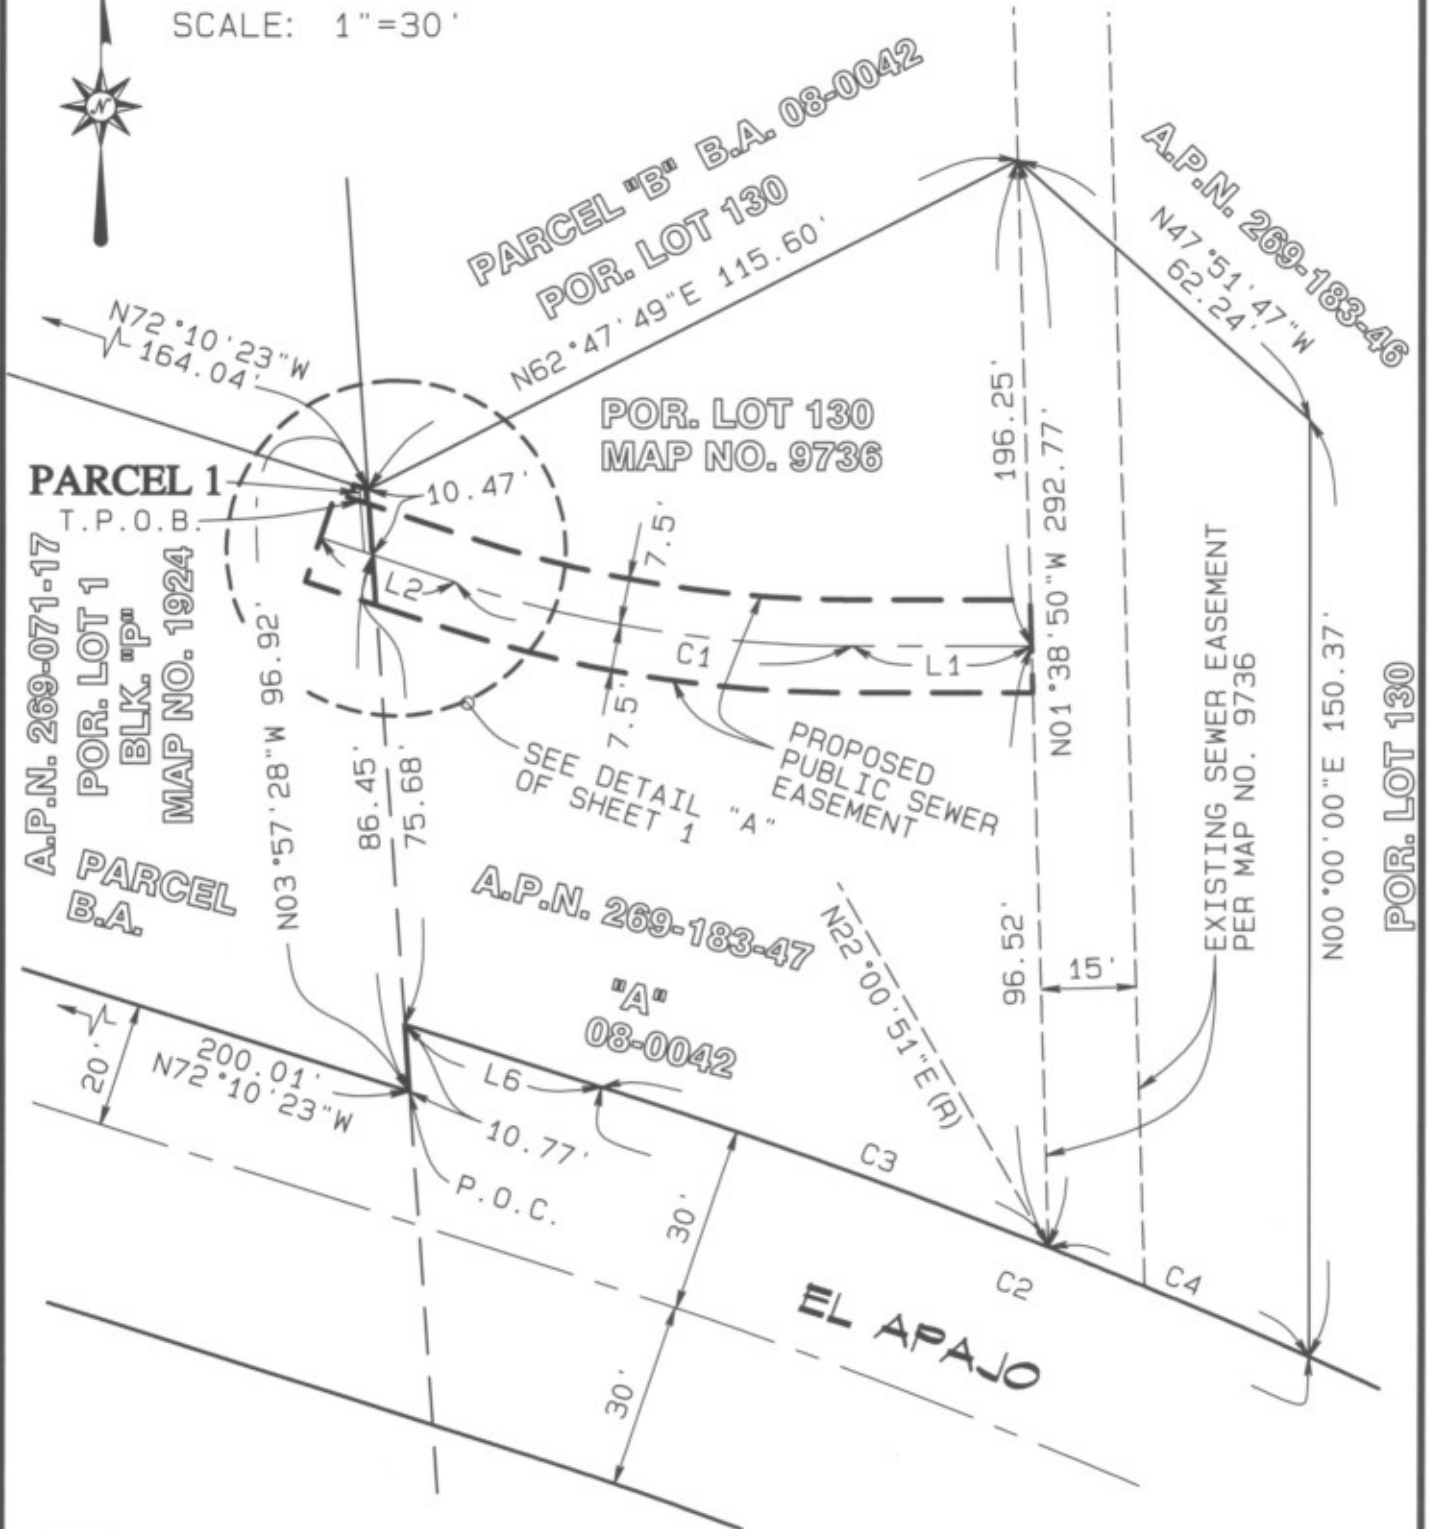 SCALE: 1"=30'
N
PARCEL "B" B.A. 08-0042
POR. LOT 130
N62°47'49"E 115.60'
A.P.N. 269-183-46
N47°51'47"W
62.24'
N72°10'23"W
164.04'
POR. LOT 130
MAP NO. 9736
196.25'
N01°38'50"W 292.77'
PARCEL 1
T.P.O.B.
10.47'
7.5'
L2
C1
L1
7.5'
A.P.N. 269-071-17
POR. LOT 1
BLK. "P"
MAP NO. 1924
N03°57'28"W 96.92'
86.45'
75.68'
SEE DETAIL "A"
OF SHEET 1
PROPOSED
PUBLIC SEWER
EASEMENT
EXISTING SEWER EASEMENT
PER MAP NO. 9736
N00°00'00"E 150.37'
POR. LOT 130
PARCEL
B.A.
A.P.N. 269-183-47
"A"
08-0042
N22°00'51"E(R)
96.52'
15'
20'
200.01'
N72°10'23"W
L6
10.77'
P.O.C.
C3
30'
C2
C4
EL APAJO
30'